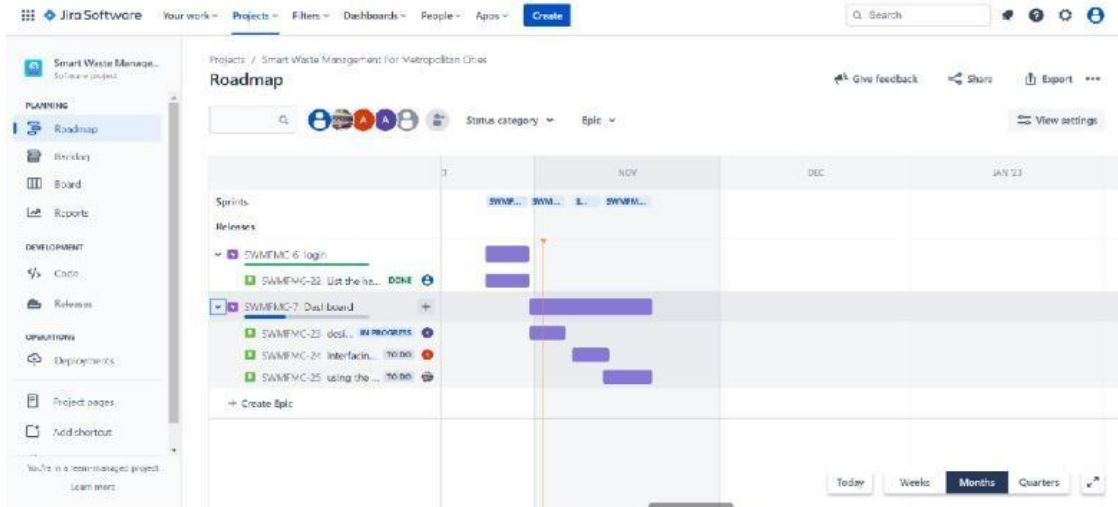 Jira Software Your work Projects Filters Dashboards People Apps Create Search
Smart Waste Manage...
Software project
PLANNING
Roadmap
Backlog
Board
Reports
DEVELOPMENT
Code
Releases
OPERATIONS
Deployments
Project pages
Add shortcut
You're in a team-managed project
Learn more
Projects / Smart Waste Management For Metropolitan Cities
Roadmap
Give feedback Share Export
Status category Epic View settings
NOV DEC JAN '23
Sprints SWMF... SWM... S... SWMFM...
Releases
SWMFMC-6 login
SWMFMC-22 List the ha... DONE
SWMFMC-7 Dashboard
SWMFMC-23 desi... IN PROGRESS A
SWMFMC-24 Interfacin... TO DO A
SWMFMC-25 using the ... TO DO
+ Create Epic
Today Weeks Months Quarters